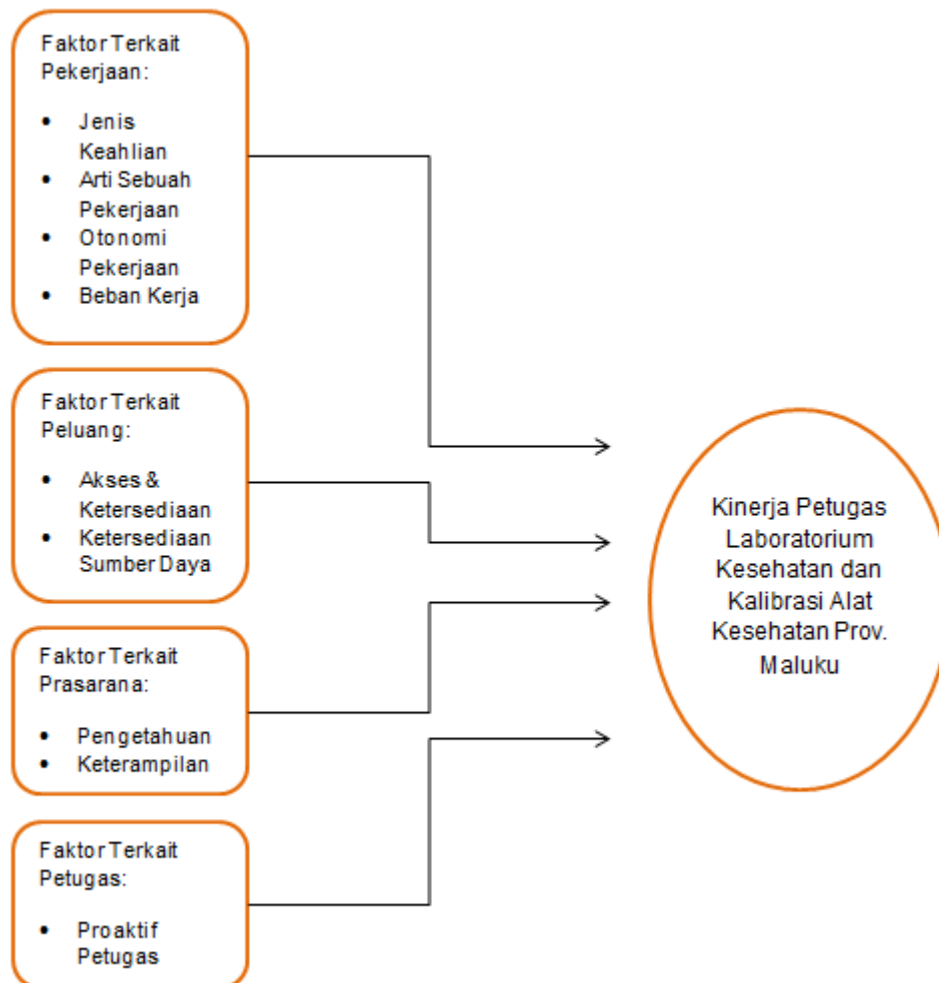 Faktor Terkait
Pekerjaan:
• Jenis
Keahlian
• Arti Sebuah
Pekerjaan
• Otonomi
Pekerjaan
• Beban Kerja
Faktor Terkait
Peluang:
• Akses &
Ketersediaan
• Ketersediaan
Sumber Daya
Faktor Terkait
Prasarana:
• Pengetahuan
• Keterampilan
Faktor Terkait
Petugas:
• Proaktif
Petugas
Kinerja Petugas
Laboratorium
Kesehatan dan
Kalibrasi Alat
Kesehatan Prov.
Maluku